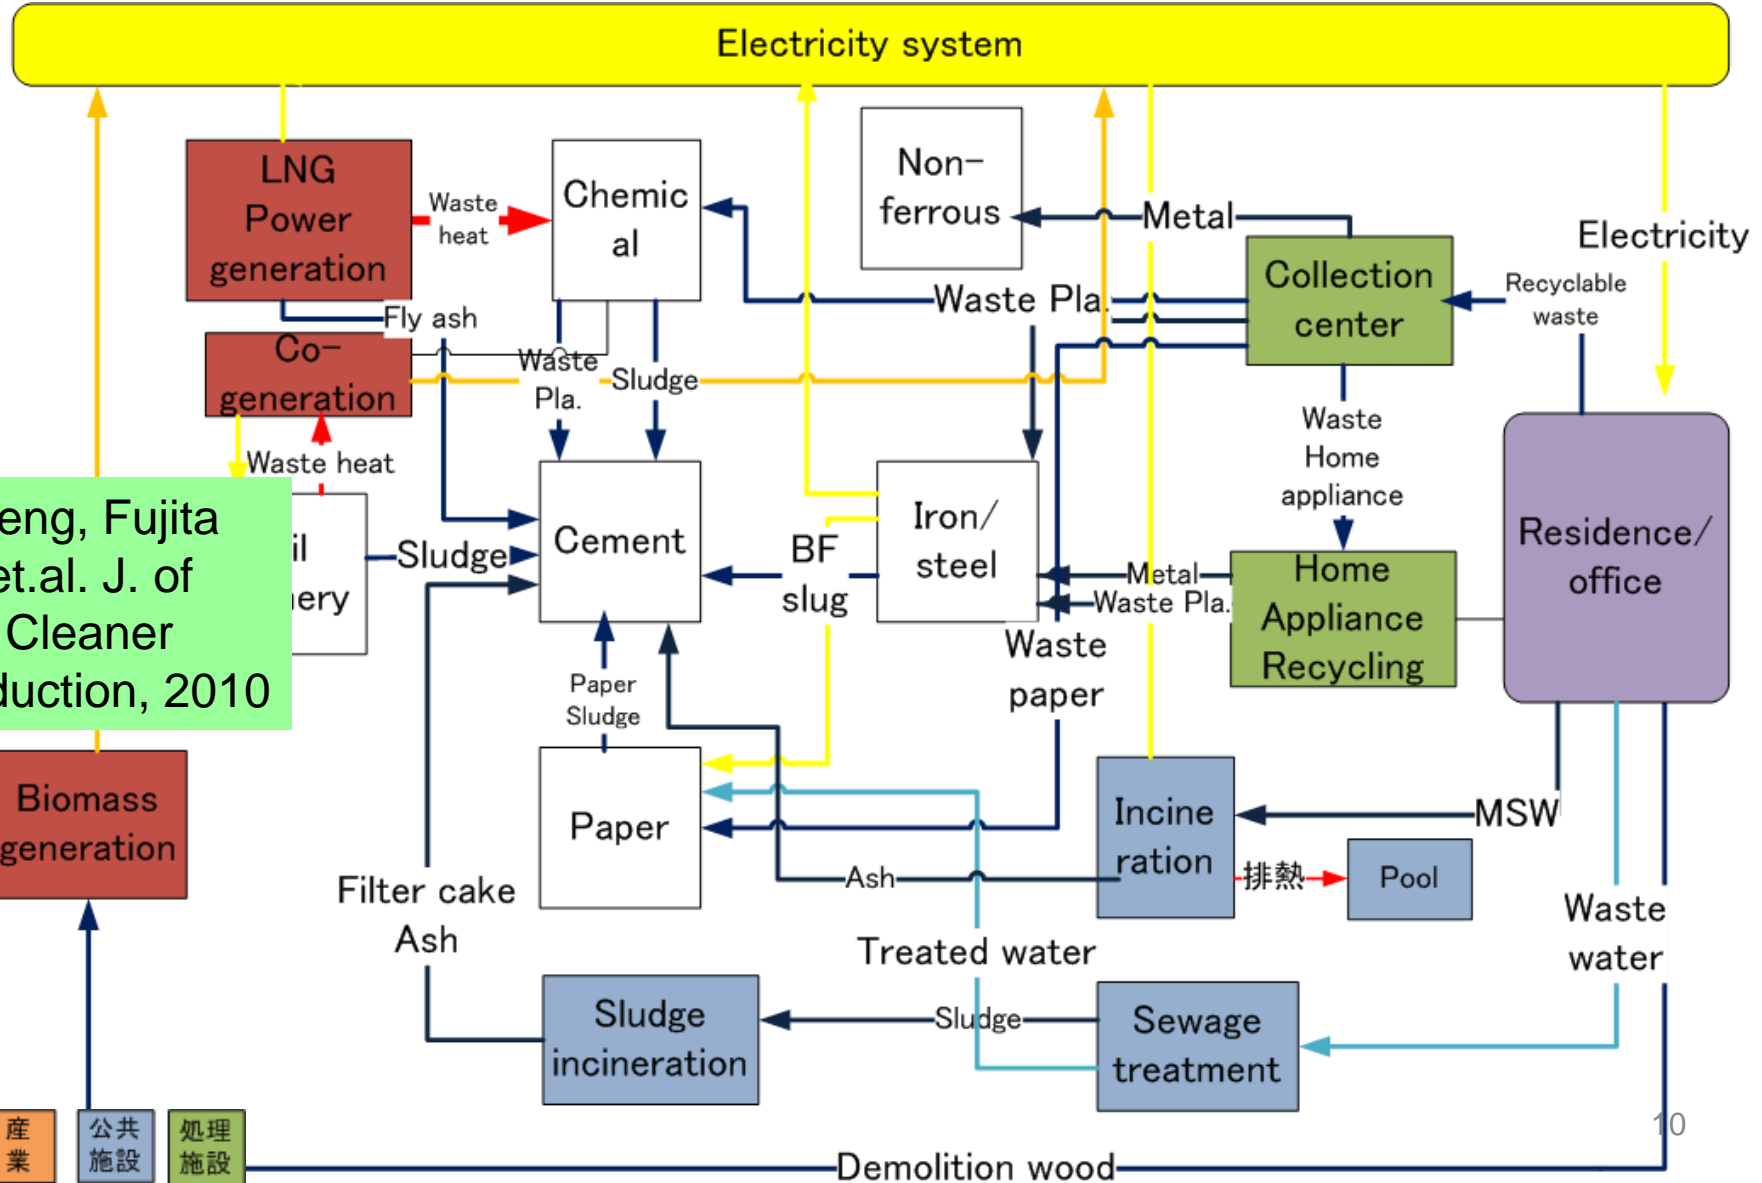 Electricity system
LNG
Power
generation
Waste
heat
Chemic
al
Non-
ferrous
Metal
Electricity
Collection
center
Recyclable
waste
Waste Pla.
Fly ash
Co-
generation
Waste
Pla.
Sludge
Waste
Home
appliance
Waste heat
eng, Fujita
et.al. J. of
Cleaner
duction, 2010
il
nery
Sludge
Cement
BF
slug
Iron/
steel
Metal
Waste Pla.
Home
Appliance
Recycling
Residence/
office
Waste
paper
Paper
Sludge
Biomass
generation
Paper
Incine
ration
MSW
排熱
Pool
Ash
Filter cake
Ash
Treated water
Waste
water
Sludge
incineration
Sludge
Sewage
treatment
産
業
公共
施設
処理
施設
Demolition wood
10